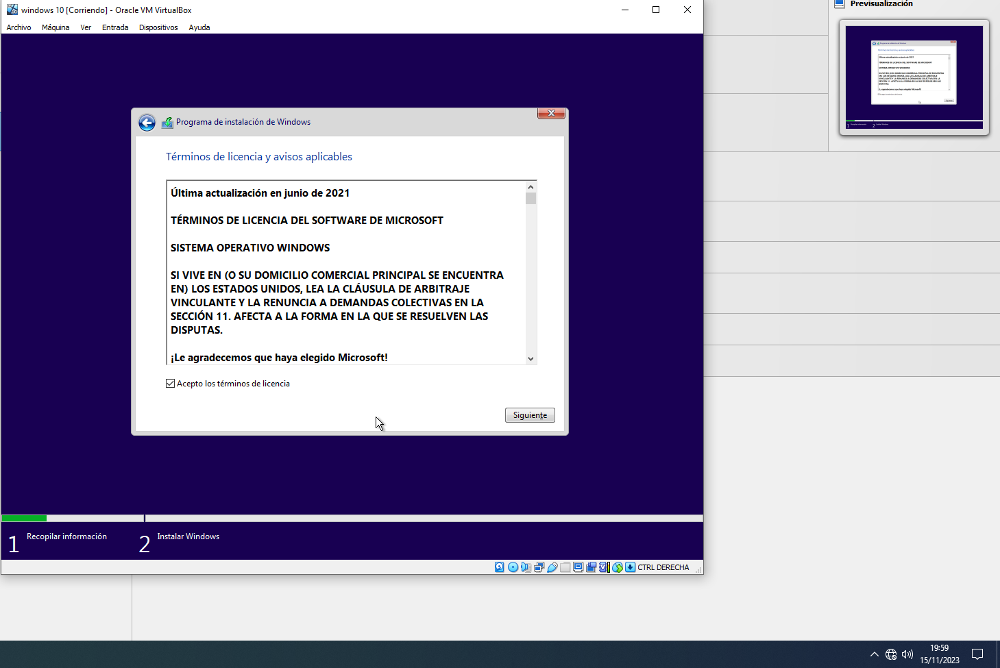 windows 10 [Corriendo] - Oracle VM VirtualBox
Archivo Máquina Ver Entrada Dispositivos Ayuda
Previsualización
Programa de instalación de Windows
Términos de licencia y avisos aplicables
Última actualización en junio de 2021
TÉRMINOS DE LICENCIA DEL SOFTWARE DE MICROSOFT
SISTEMA OPERATIVO WINDOWS
SI VIVE EN (O SU DOMICILIO COMERCIAL PRINCIPAL SE ENCUENTRA
EN) LOS ESTADOS UNIDOS, LEA LA CLÁUSULA DE ARBITRAJE
VINCULANTE Y LA RENUNCIA A DEMANDAS COLECTIVAS EN LA
SECCIÓN 11. AFECTA A LA FORMA EN LA QUE SE RESUELVEN LAS
DISPUTAS.
¡Le agradecemos que haya elegido Microsoft!
Acepto los términos de licencia
Siguiente
1 Recopilar información 2 Instalar Windows
CTRL DERECHA
19:59
15/11/2023